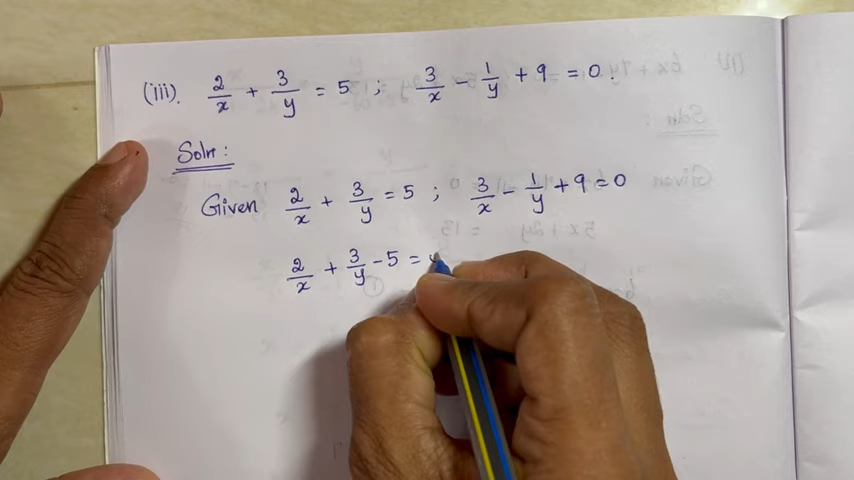 (iii). 2/x + 3/y = 5 ; 3/x - 1/y + 9 = 0.
Soln:
Given 2/x + 3/y = 5 ; 3/x - 1/y + 9 = 0
2/x + 3/y - 5 =